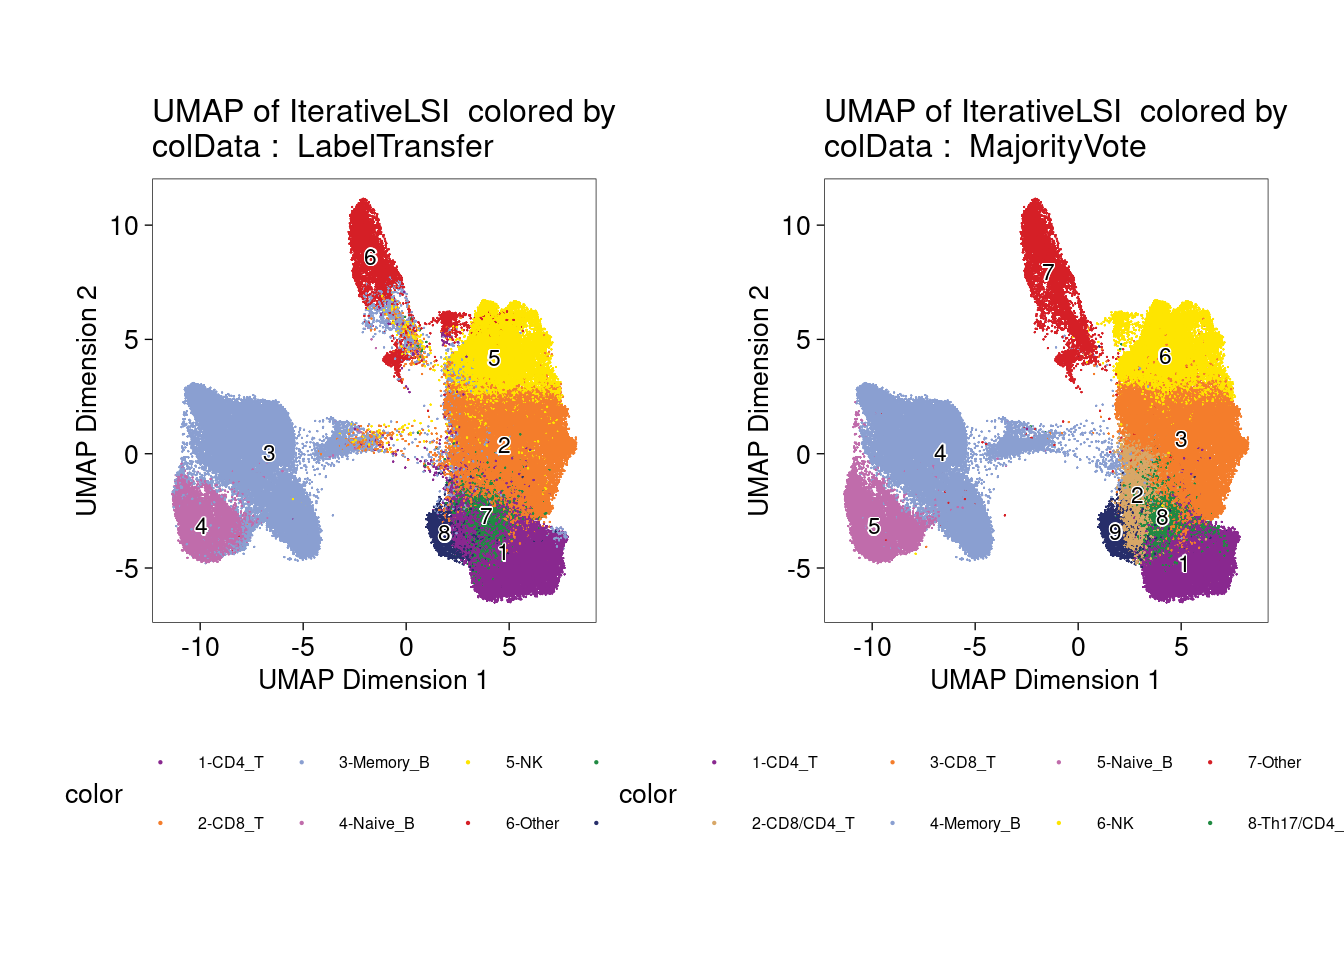 UMAP of IterativeLSI  colored by
colData :  LabelTransfer
10
5
0
-5
UMAP Dimension 2
6
5
3
2
4
7
8
1
-10 -5 0 5
UMAP Dimension 1
color
1-CD4_T 3-Memory_B 5-NK
2-CD8_T 4-Naive_B 6-Other
UMAP of IterativeLSI  colored by
colData :  MajorityVote
10
5
0
-5
UMAP Dimension 2
7
6
4
3
2
5
8
9
1
-10 -5 0 5
UMAP Dimension 1
color
1-CD4_T 3-CD8_T 5-Naive_B 7-Other
2-CD8/CD4_T 4-Memory_B 6-NK 8-Th17/CD4_